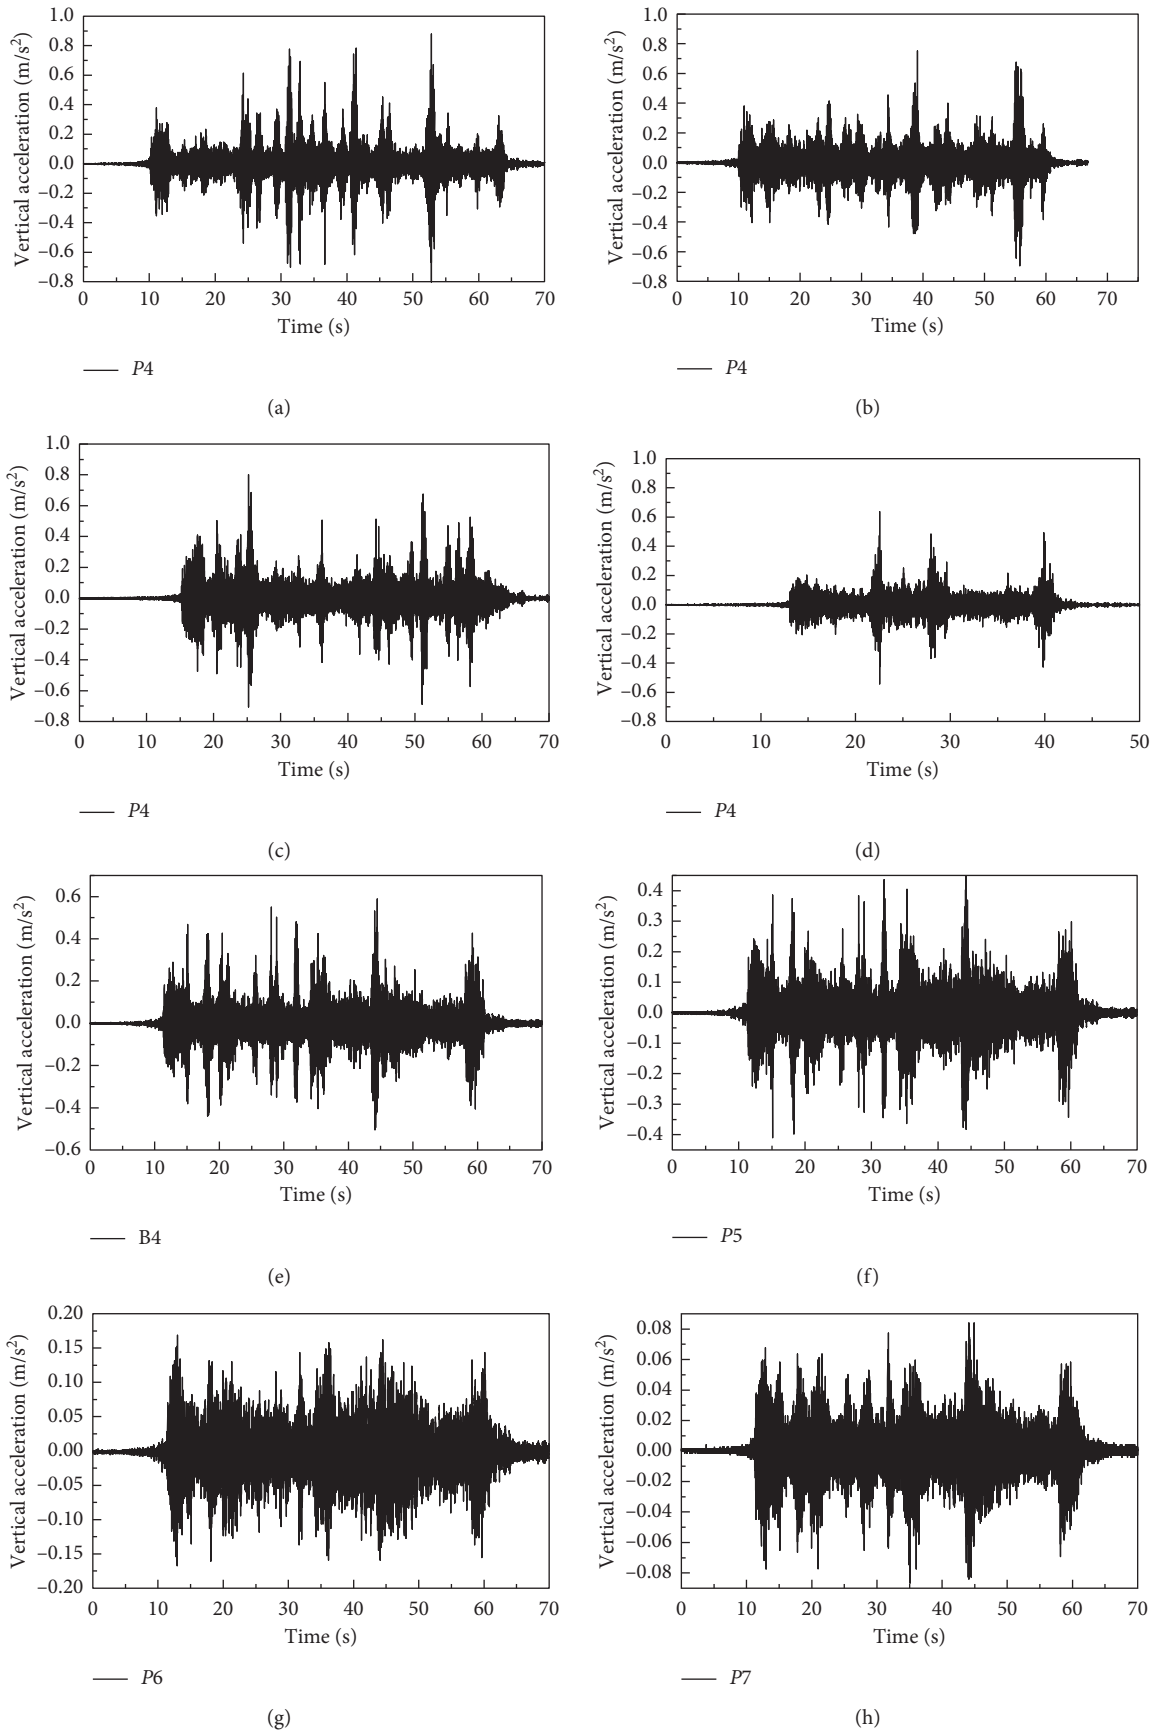 Vertical acceleration (m/s²)
1.0
0.8
0.6
0.4
0.2
0.0
–0.2
–0.4
–0.6
–0.8
0 10 20 30 40 50 60 70
Time (s)
P4
(a)
Vertical acceleration (m/s²)
1.0
0.8
0.6
0.4
0.2
0.0
–0.2
–0.4
–0.6
–0.8
0 10 20 30 40 50 60 70
Time (s)
P4
(b)
Vertical acceleration (m/s²)
1.0
0.8
0.6
0.4
0.2
0.0
–0.2
–0.4
–0.6
–0.8
0 10 20 30 40 50 60 70
Time (s)
P4
(c)
Vertical acceleration (m/s²)
1.0
0.8
0.6
0.4
0.2
0.0
–0.2
–0.4
–0.6
–0.8
0 10 20 30 40 50
Time (s)
P4
(d)
Vertical acceleration (m/s²)
0.6
0.4
0.2
0.0
–0.2
–0.4
–0.6
0 10 20 30 40 50 60 70
Time (s)
B4
(e)
Vertical acceleration (m/s²)
0.4
0.3
0.2
0.1
0.0
–0.1
–0.2
–0.3
–0.4
0 10 20 30 40 50 60 70
Time (s)
P5
(f)
Vertical acceleration (m/s²)
0.20
0.15
0.10
0.05
0.00
–0.05
–0.10
–0.15
–0.20
0 10 20 30 40 50 60 70
Time (s)
P6
(g)
Vertical acceleration (m/s²)
0.08
0.06
0.04
0.02
0.00
–0.02
–0.04
–0.06
–0.08
0 10 20 30 40 50 60 70
Time (s)
P7
(h)